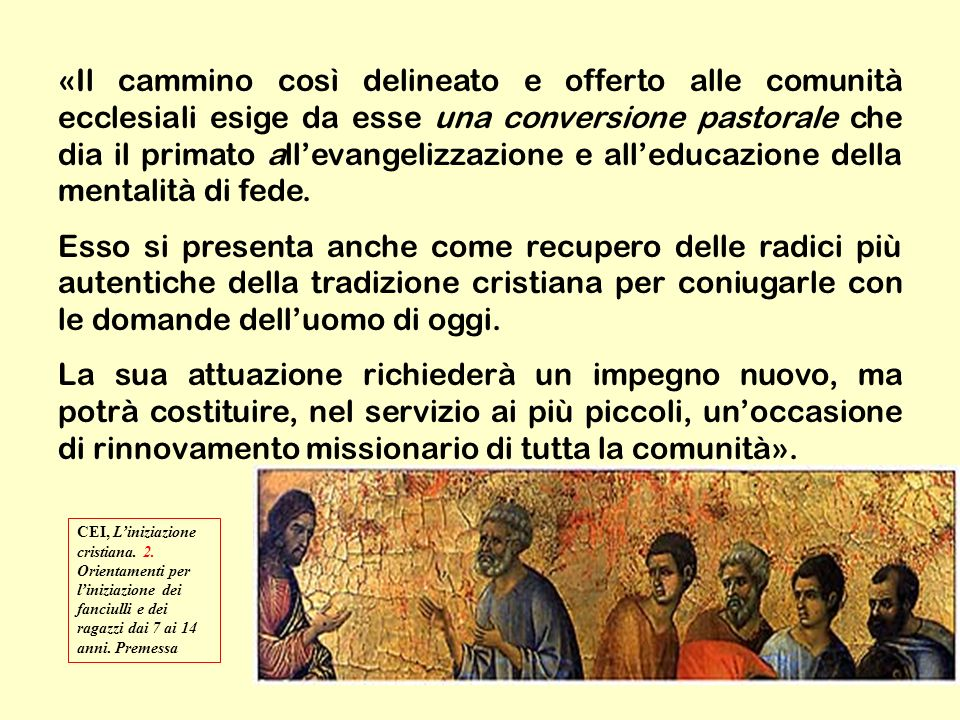 «Il cammino così delineato e offerto alle comunità
ecclesiali esige da esse una conversione pastorale che
dia il primato all’evangelizzazione e all’educazione della
mentalità di fede.
Esso si presenta anche come recupero delle radici più
autentiche della tradizione cristiana per coniugarle con
le domande dell’uomo di oggi.
La sua attuazione richiederà un impegno nuovo, ma
potrà costituire, nel servizio ai più piccoli, un’occasione
di rinnovamento missionario di tutta la comunità».
CEI, L’iniziazione
cristiana. 2.
Orientamenti per
l’iniziazione dei
fanciulli e dei
ragazzi dai 7 ai 14
anni. Premessa